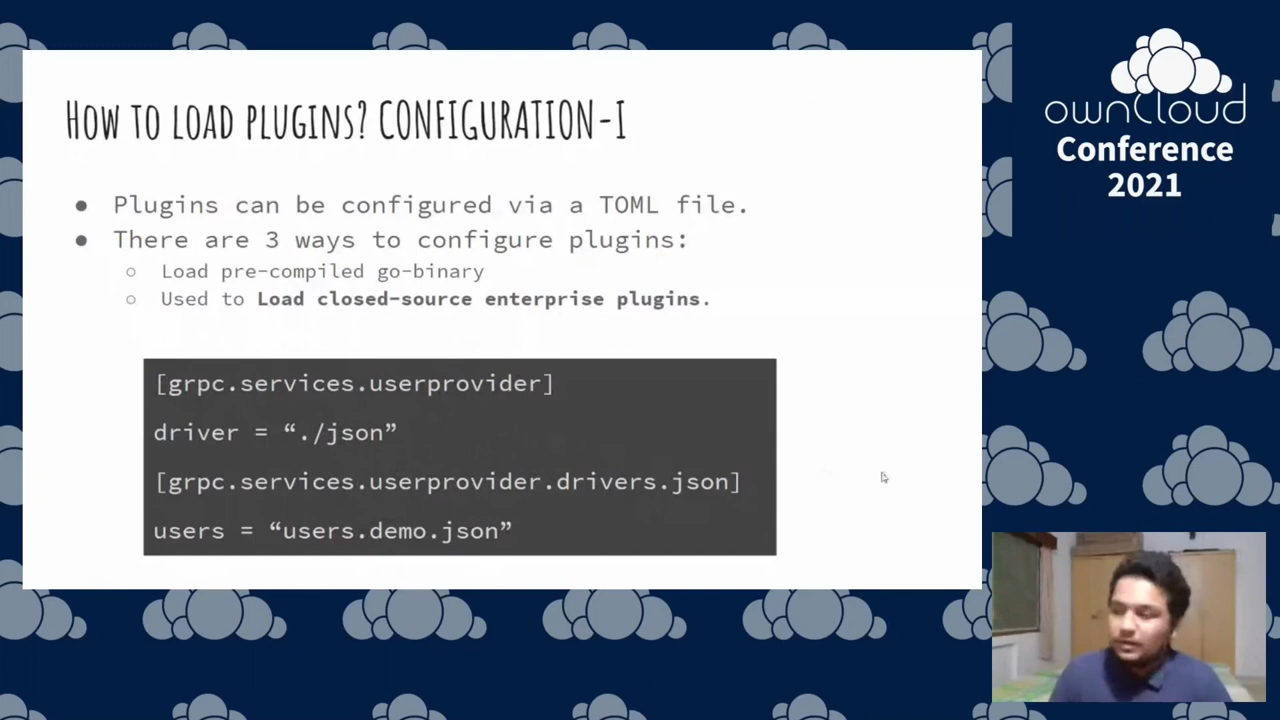 How to load plugins? CONFIGURATION-I
● Plugins can be configured via a TOML file.
● There are 3 ways to configure plugins:
○ Load pre-compiled go-binary
○ Used to Load closed-source enterprise plugins.
[grpc.services.userprovider]
driver = “./json”
[grpc.services.userprovider.drivers.json]
users = “users.demo.json”
ownCloud
Conference
2021